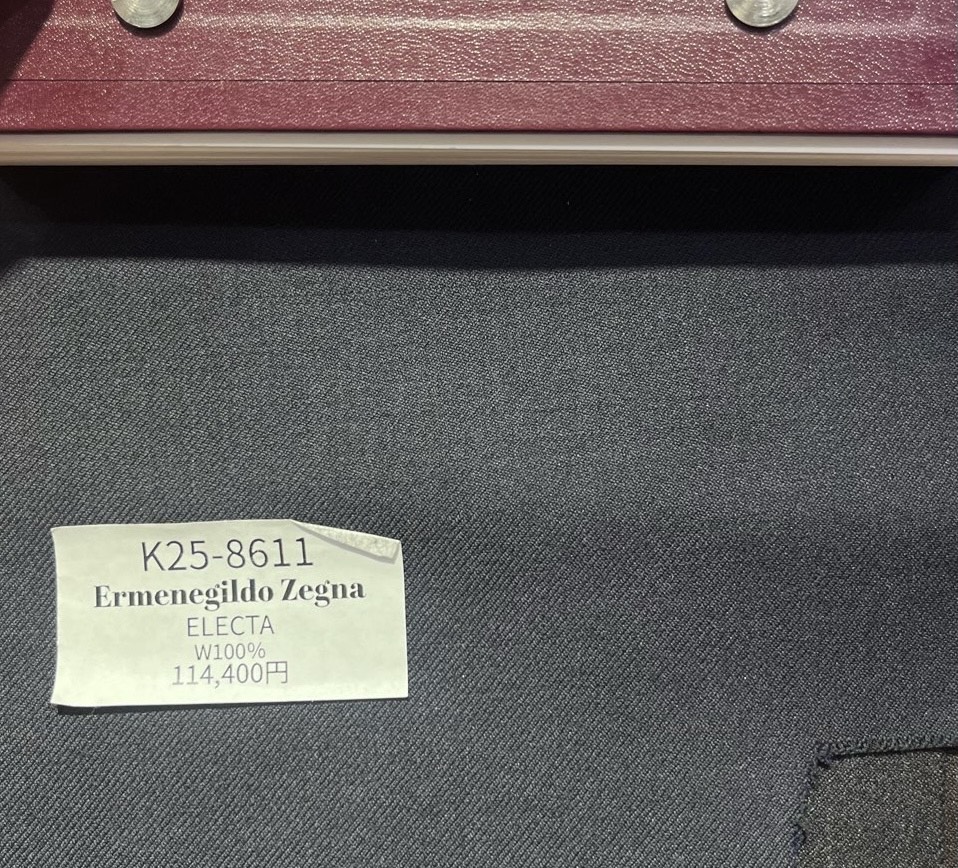 K25-8611
Ermenegildo Zegna
ELECTA
W100%
114,400円